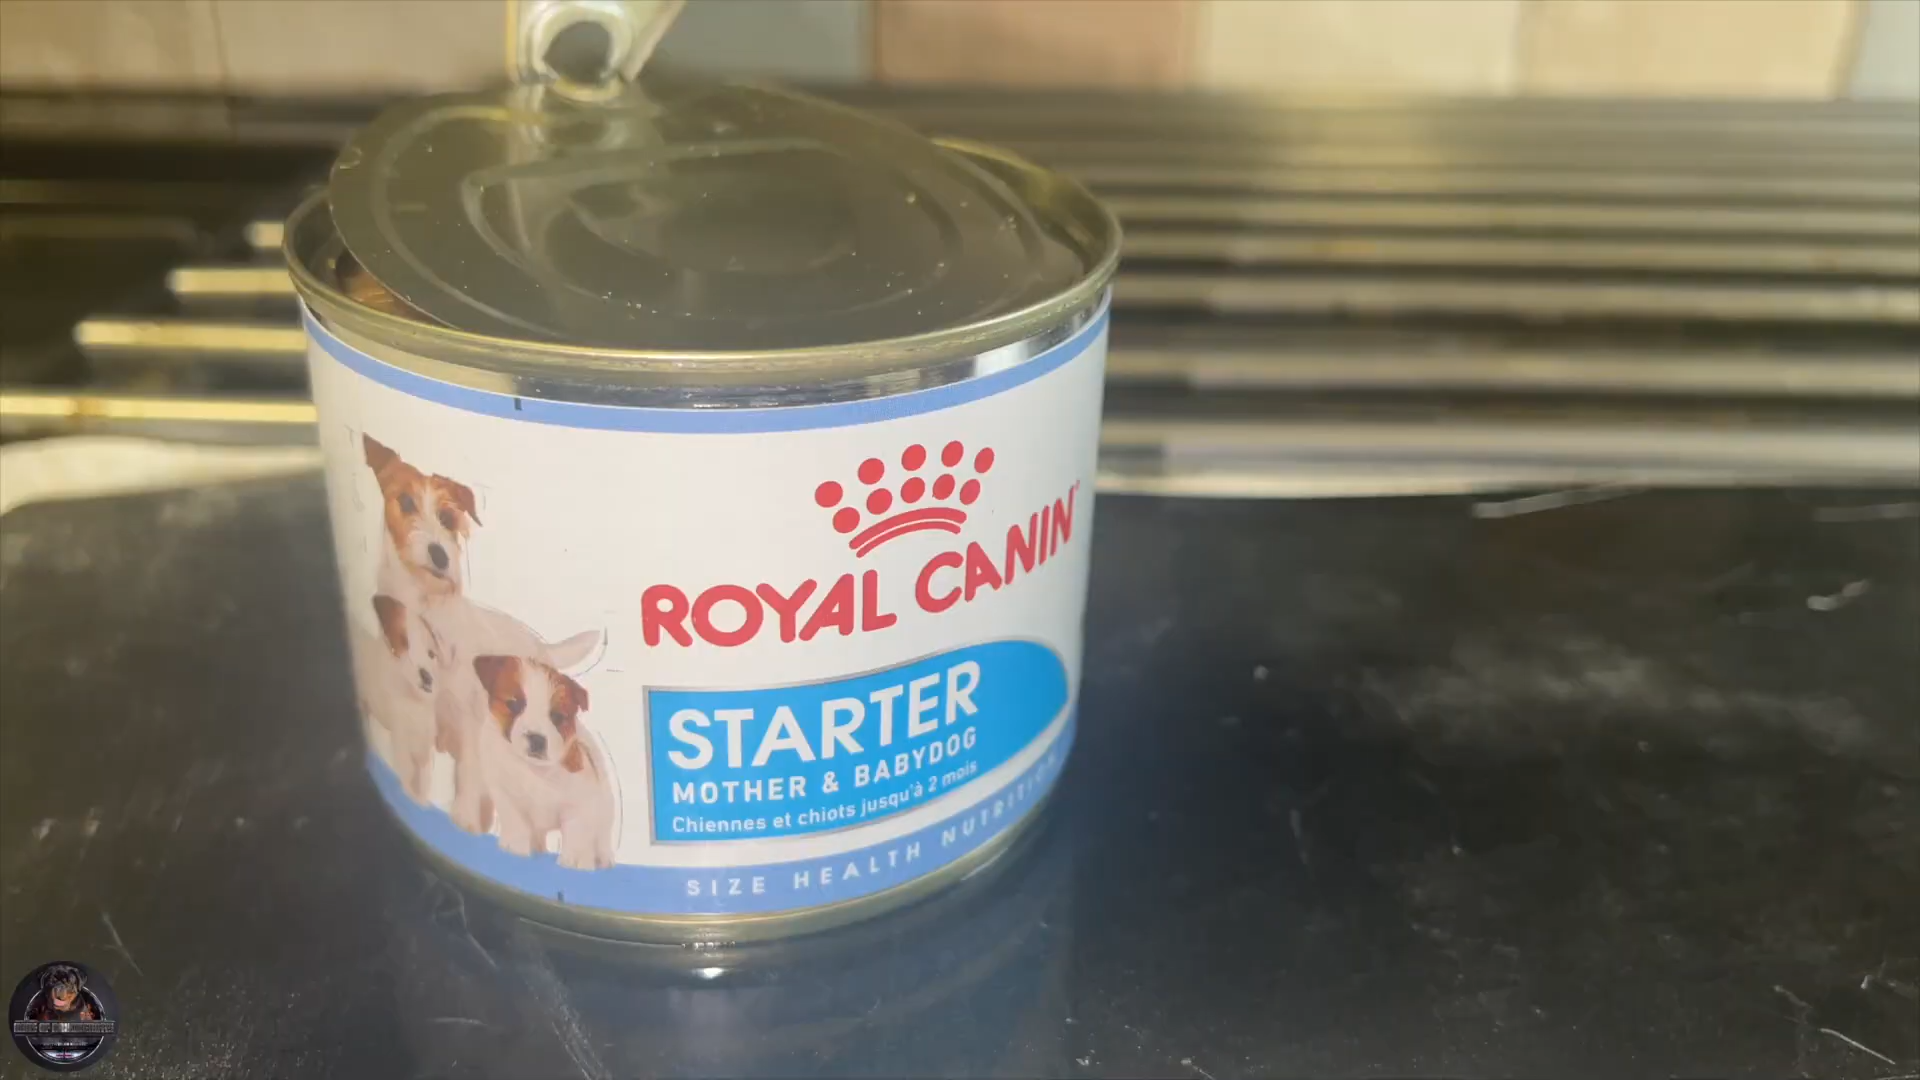 ROYAL CANIN
STARTER
MOTHER & BABYDOG
Chiennes et chiots jusqu'à 2 mois
SIZE HEALTH NUTRITION